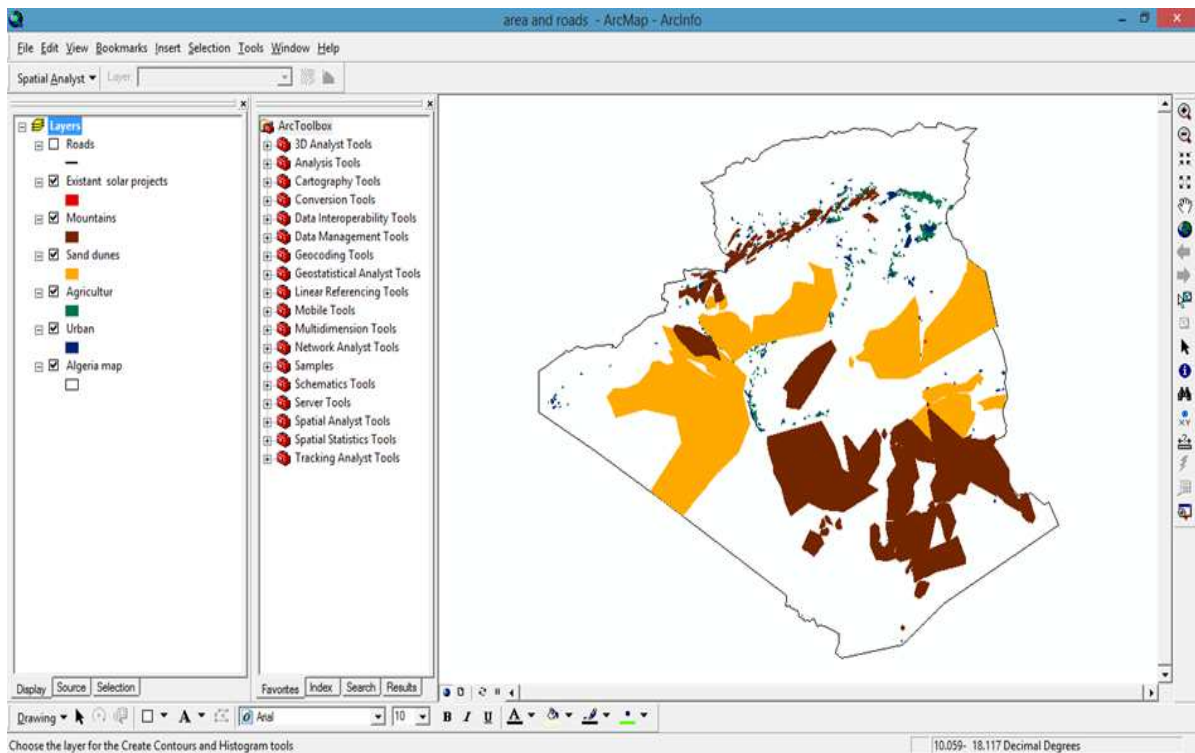 area and roads - ArcMap - ArcInfo
File Edit View Bookmarks Insert Selection Tools Window Help
Spatial Analyst Layer:
Layers
Roads
Existant solar projects
Mountains
Sand dunes
Agricultur
Urban
Algeria map
Display Source Selection
ArcToolbox
3D Analyst Tools
Analysis Tools
Cartography Tools
Conversion Tools
Data Interoperability Tools
Data Management Tools
Geocoding Tools
Geostatistical Analyst Tools
Linear Referencing Tools
Mobile Tools
Multidimension Tools
Network Analyst Tools
Samples
Schematics Tools
Server Tools
Spatial Analyst Tools
Spatial Statistics Tools
Tracking Analyst Tools
Favorites Index Search Results
Drawing A Arial 10 B I U A
Choose the layer for the Create Contours and Histogram tools
10.059- 18.117 Decimal Degrees